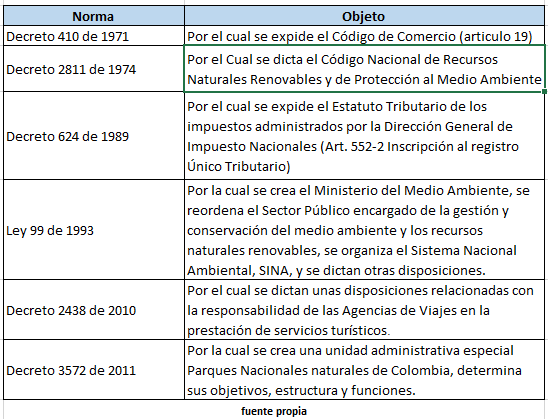 Norma
Objeto
Decreto 410 de 1971
Por el cual se expide el Código de Comercio (articulo 19)
Decreto 2811 de 1974
Por el Cual se dicta el Código Nacional de Recursos
Naturales Renovables y de Protección al Medio Ambiente
Decreto 624 de 1989
Por el cual se expide el Estatuto Tributario de los
impuestos administrados por la Dirección General de
Impuesto Nacionales (Art. 552-2 Inscripción al registro
Único Tributario)
Ley 99 de 1993
Por la cual se crea el Ministerio del Medio Ambiente, se
reordena el Sector Público encargado de la gestión y
conservación del medio ambiente y los recursos
naturales renovables, se organiza el Sistema Nacional
Ambiental, SINA, y se dictan otras disposiciones.
Decreto 2438 de 2010
Por el cual se dictan unas disposiciones relacionadas con
la responsabilidad de las Agencias de Viajes en la
prestación de servicios turísticos.
Decreto 3572 de 2011
Por la cual se crea una unidad administrativa especial
Parques Nacionales naturales de Colombia, determina
sus objetivos, estructura y funciones.
fuente propia